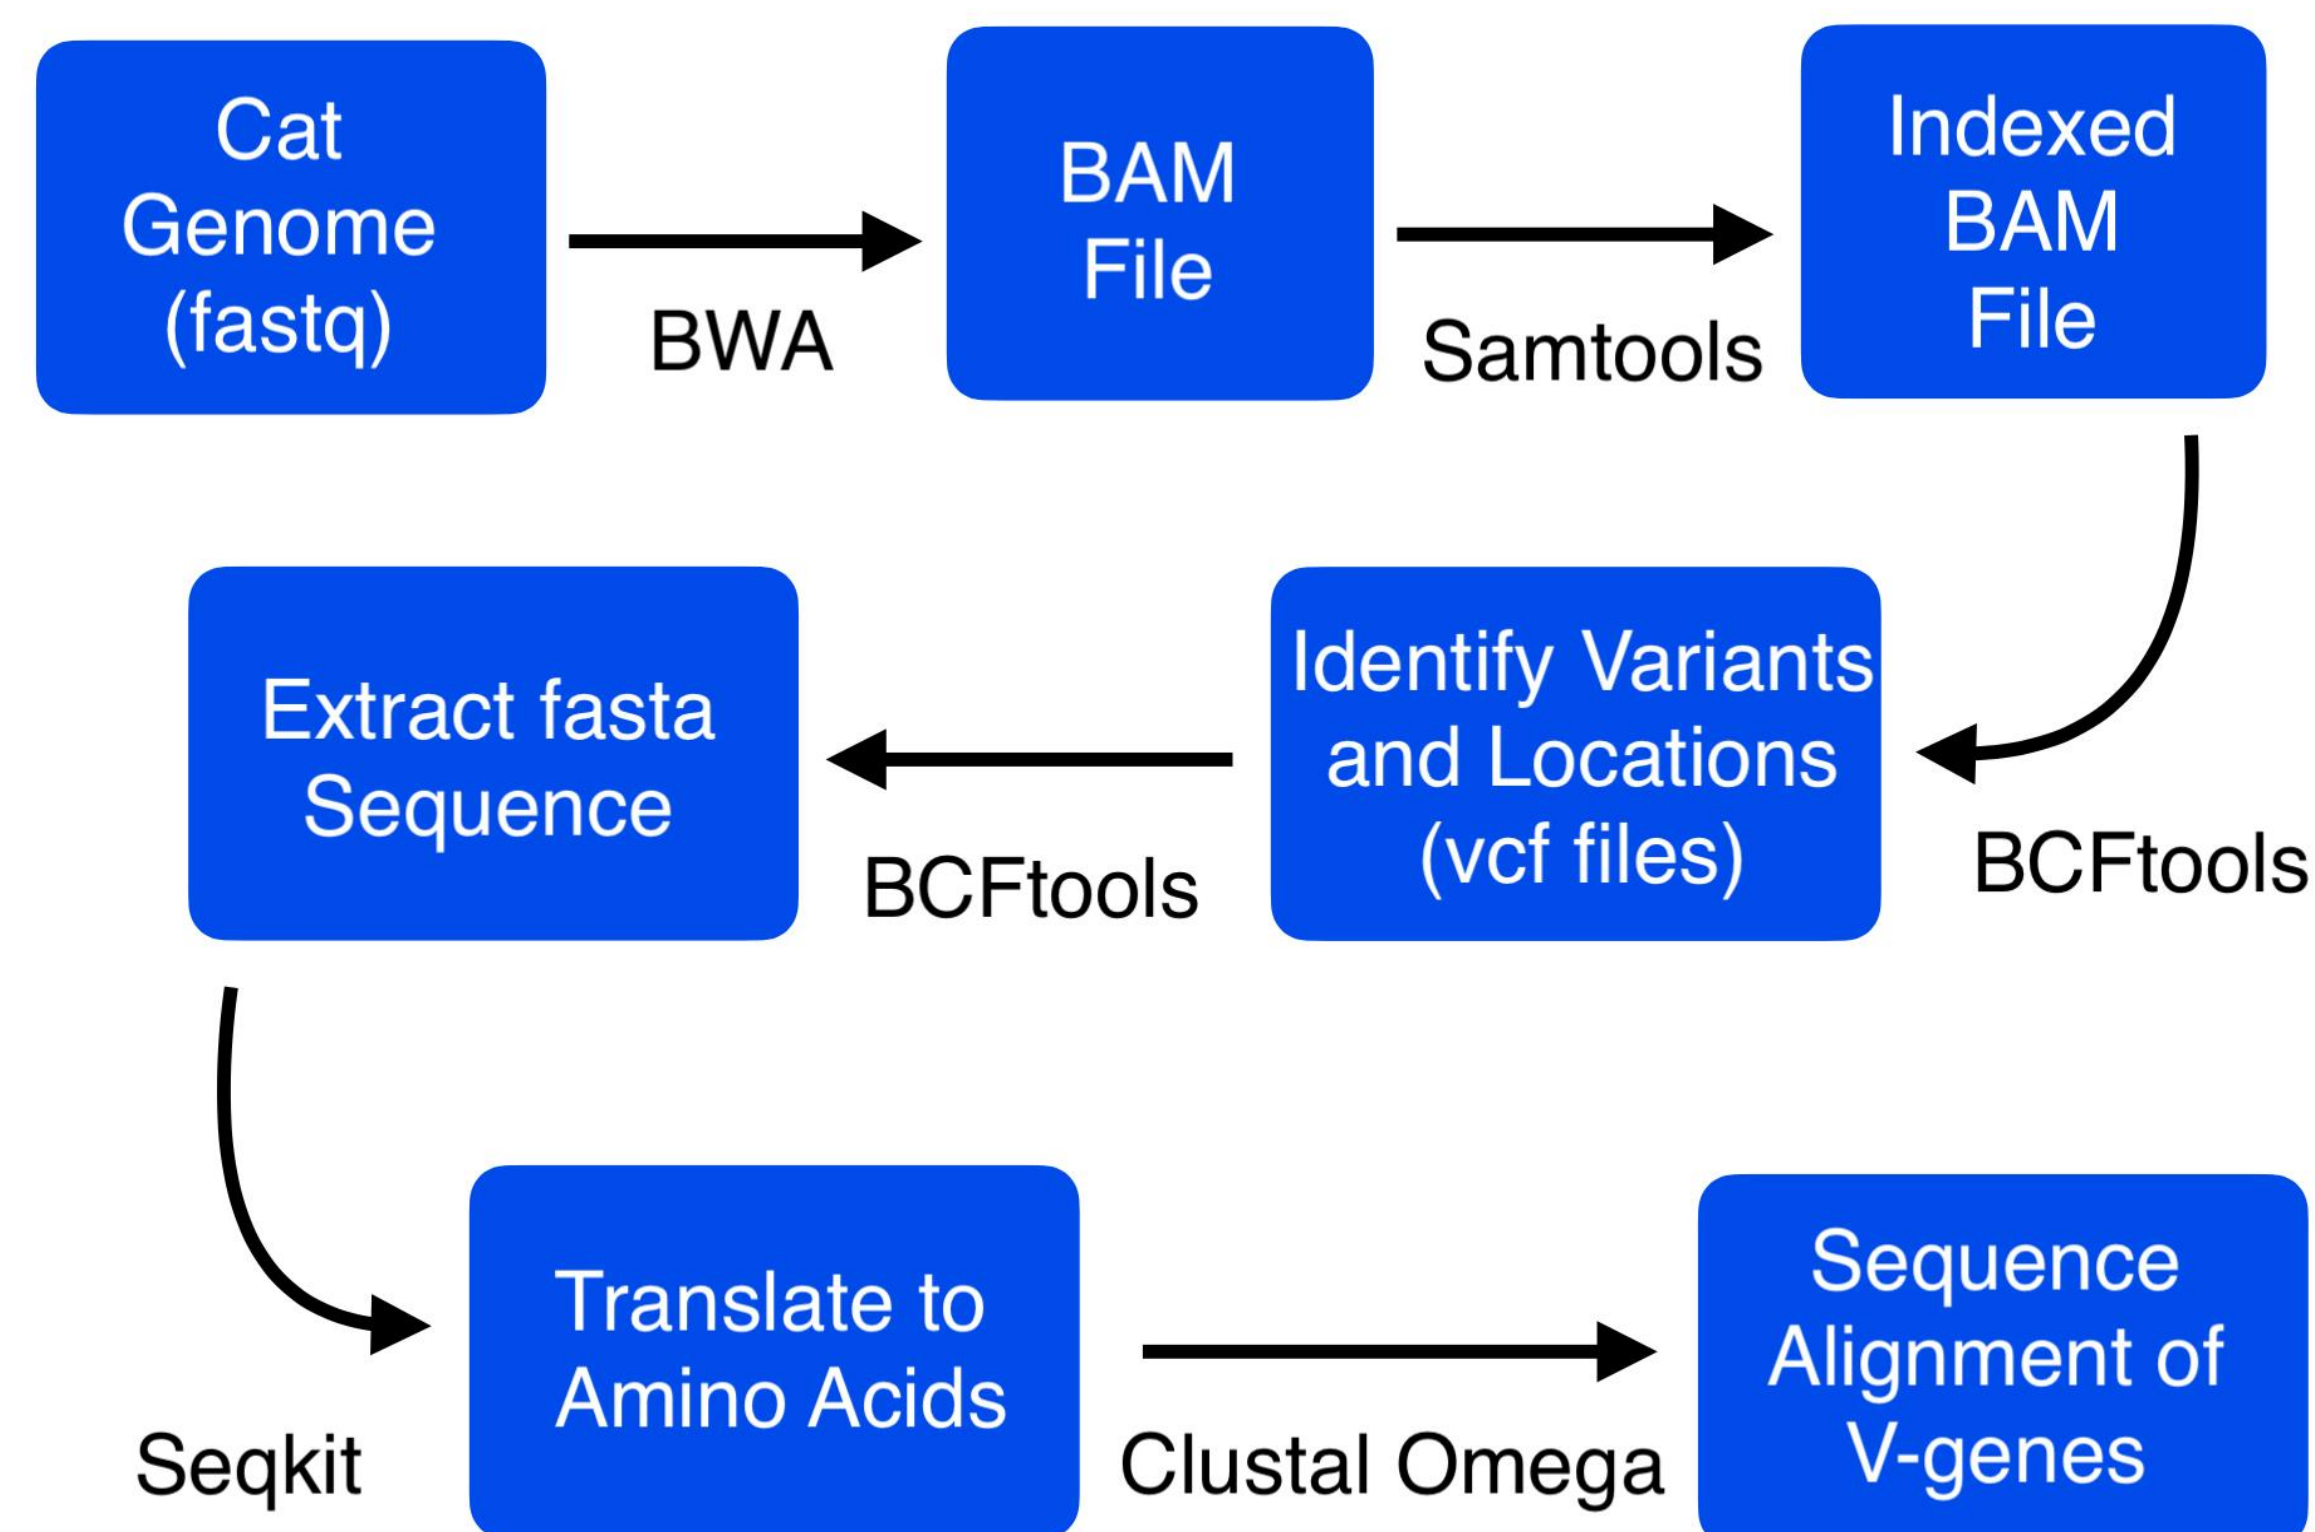 Cat
Genome
(fastq)
BWA
BAM
File
Samtools
Indexed
BAM
File
BCFtools
Identify Variants
and Locations
(vcf files)
BCFtools
Extract fasta
Sequence
Seqkit
Translate to
Amino Acids
Clustal Omega
Sequence
Alignment of
V-genes